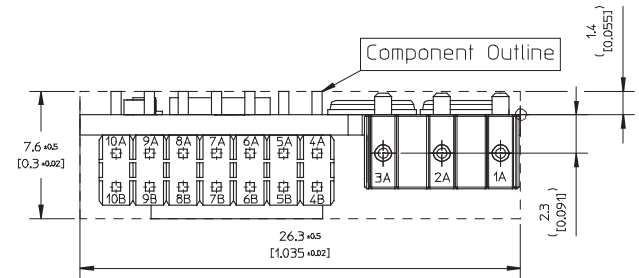 Component Outline
1.4
[0.055]
7.6 ±0.5
[0.3 ±0.02]
10A 9A 8A 7A 6A 5A 4A
3A 2A 1A
10B 9B 8B 7B 6B 5B 4B
2.3
[0.091]
26.3 ±0.5
[1.035 ±0.02]